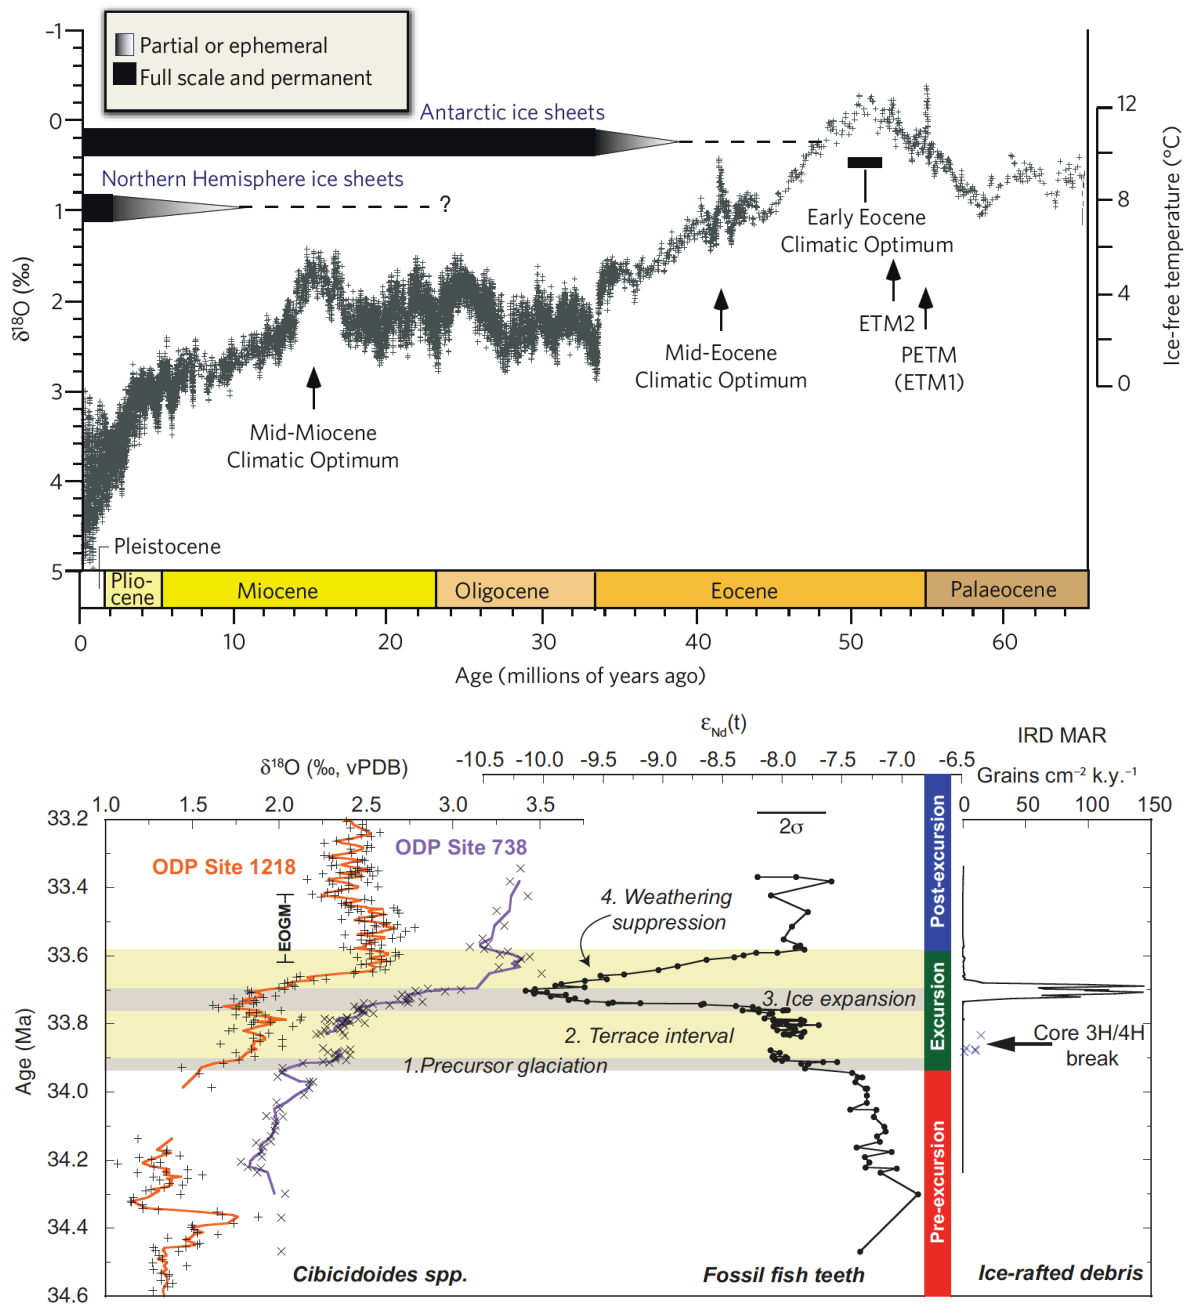 Partial or ephemeral
Full scale and permanent
Antarctic ice sheets
Northern Hemisphere ice sheets
?
Early Eocene
Climatic Optimum
ETM2
PETM
(ETM1)
Mid-Eocene
Climatic Optimum
Mid-Miocene
Climatic Optimum
δ¹⁸O (‰)
–1
0
1
2
3
4
5
Ice-free temperature (°C)
12
8
4
0
Pleistocene
Plio-
cene
Miocene
Oligocene
Eocene
Palaeocene
0 10 20 30 40 50 60
Age (millions of years ago)
εNd(t)
-10.5 -10.0 -9.5 -9.0 -8.5 -8.0 -7.5 -7.0 -6.5
IRD MAR
Grains cm⁻² k.y.⁻¹
0 50 100 150
δ¹⁸O (‰, vPDB)
1.0 1.5 2.0 2.5 3.0 3.5
Age (Ma)
33.2
33.4
33.6
33.8
34.0
34.2
34.4
34.6
ODP Site 1218
ODP Site 738
EOGM
2σ
4. Weathering
suppression
3. Ice expansion
2. Terrace interval
1.Precursor glaciation
Post-excursion
Excursion
Pre-excursion
Core 3H/4H
break
Cibicidoides spp.
Fossil fish teeth
Ice-rafted debris